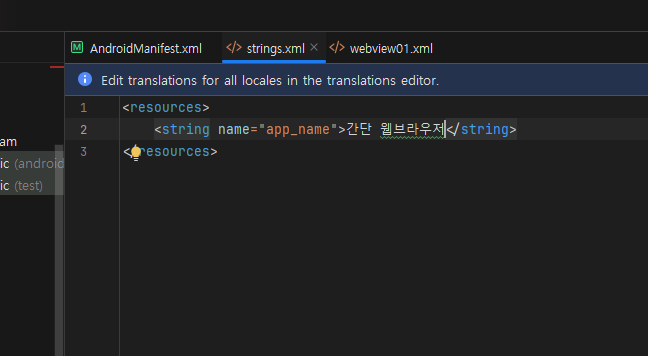 AndroidManifest.xml
strings.xml
webview01.xml
Edit translations for all locales in the translations editor.
1 <resources>
2 <string name="app_name">간단 웹브라우저</string>
3 </resources>
am
ic (android
ic (test)